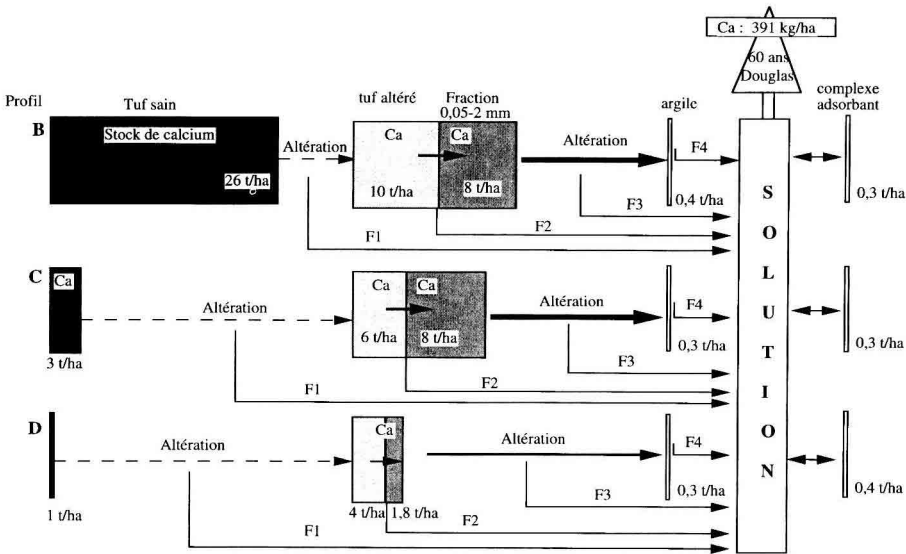 Ca : 391 kg/ha
60 ans
Douglas
complexe
adsorbant
Profil
Tuf sain
tuf altéré
Fraction
0,05-2 mm
argile
B
Stock de calcium
26 t/ha
Altération
Ca
10 t/ha
Ca
8 t/ha
Altération
F4
0,4 t/ha
0,3 t/ha
F3
F2
F1
C
Ca
3 t/ha
Altération
Ca
6 t/ha
Ca
8 t/ha
Altération
F4
0,3 t/ha
0,3 t/ha
F3
F2
F1
D
1 t/ha
Altération
Ca
4 t/ha 1,8 t/ha
Altération
F4
0,3 t/ha
0,4 t/ha
F3
F2
F1
SOLUTION